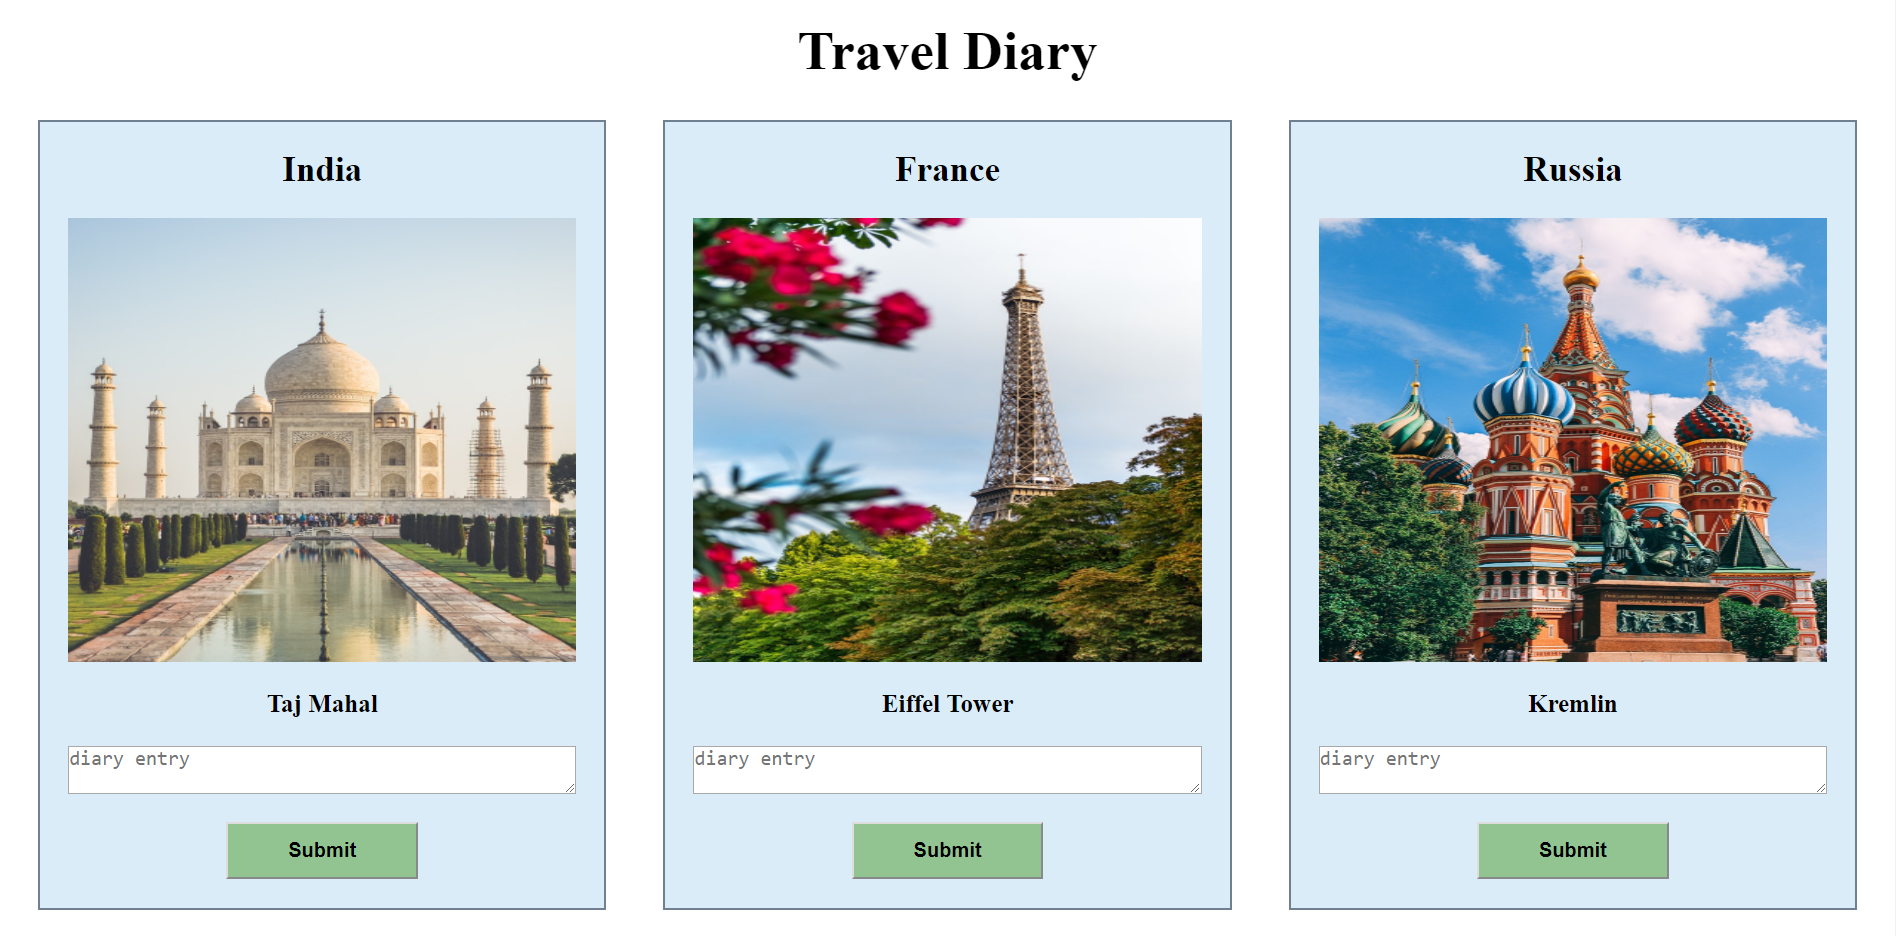 Travel Diary
India
Taj Mahal
diary entry
Submit
France
Eiffel Tower
diary entry
Submit
Russia
Kremlin
diary entry
Submit